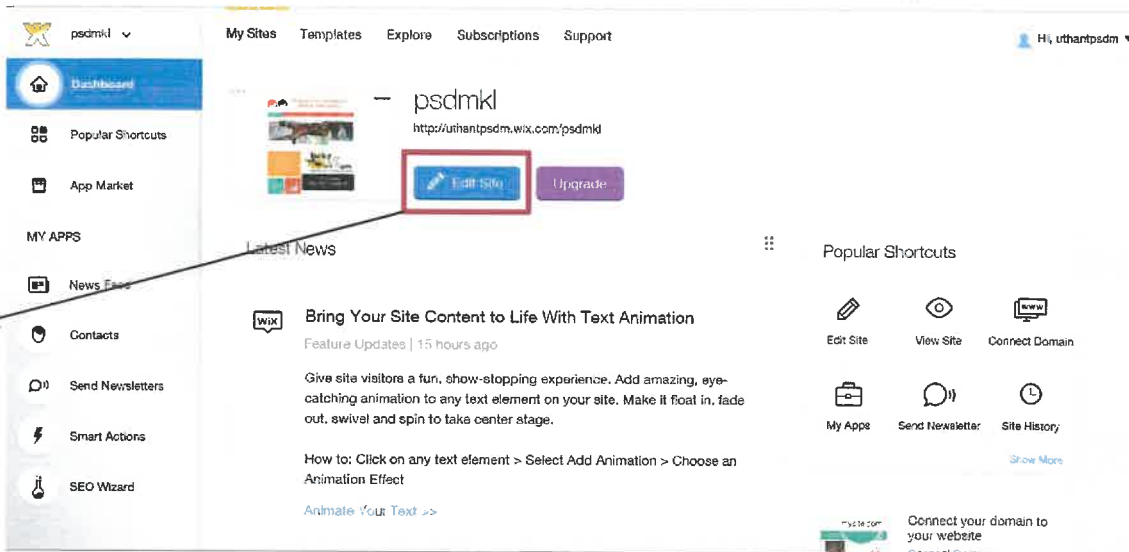 psdmkl
My Sites Templates Explore Subscriptions Support
Hi, uthantpsdm
Dashboard
Popular Shortcuts
App Market
MY APPS
News Feed
Contacts
Send Newsletters
Smart Actions
SEO Wizard
psdmkl
http://uthantpsdm.wix.com/psdmkl
Edit Site
Upgrade
Latest News
WiX
Bring Your Site Content to Life With Text Animation
Feature Updates | 15 hours ago
Give site visitors a fun, show-stopping experience. Add amazing, eye-
catching animation to any text element on your site. Make it float in, fade
out, swivel and spin to take center stage.
How to: Click on any text element > Select Add Animation > Choose an
Animation Effect
Animate Your Text >>
Popular Shortcuts
www
Edit Site View Site Connect Domain
My Apps Send Newsletter Site History
Show More
mysite.com
Connect your domain to
your website